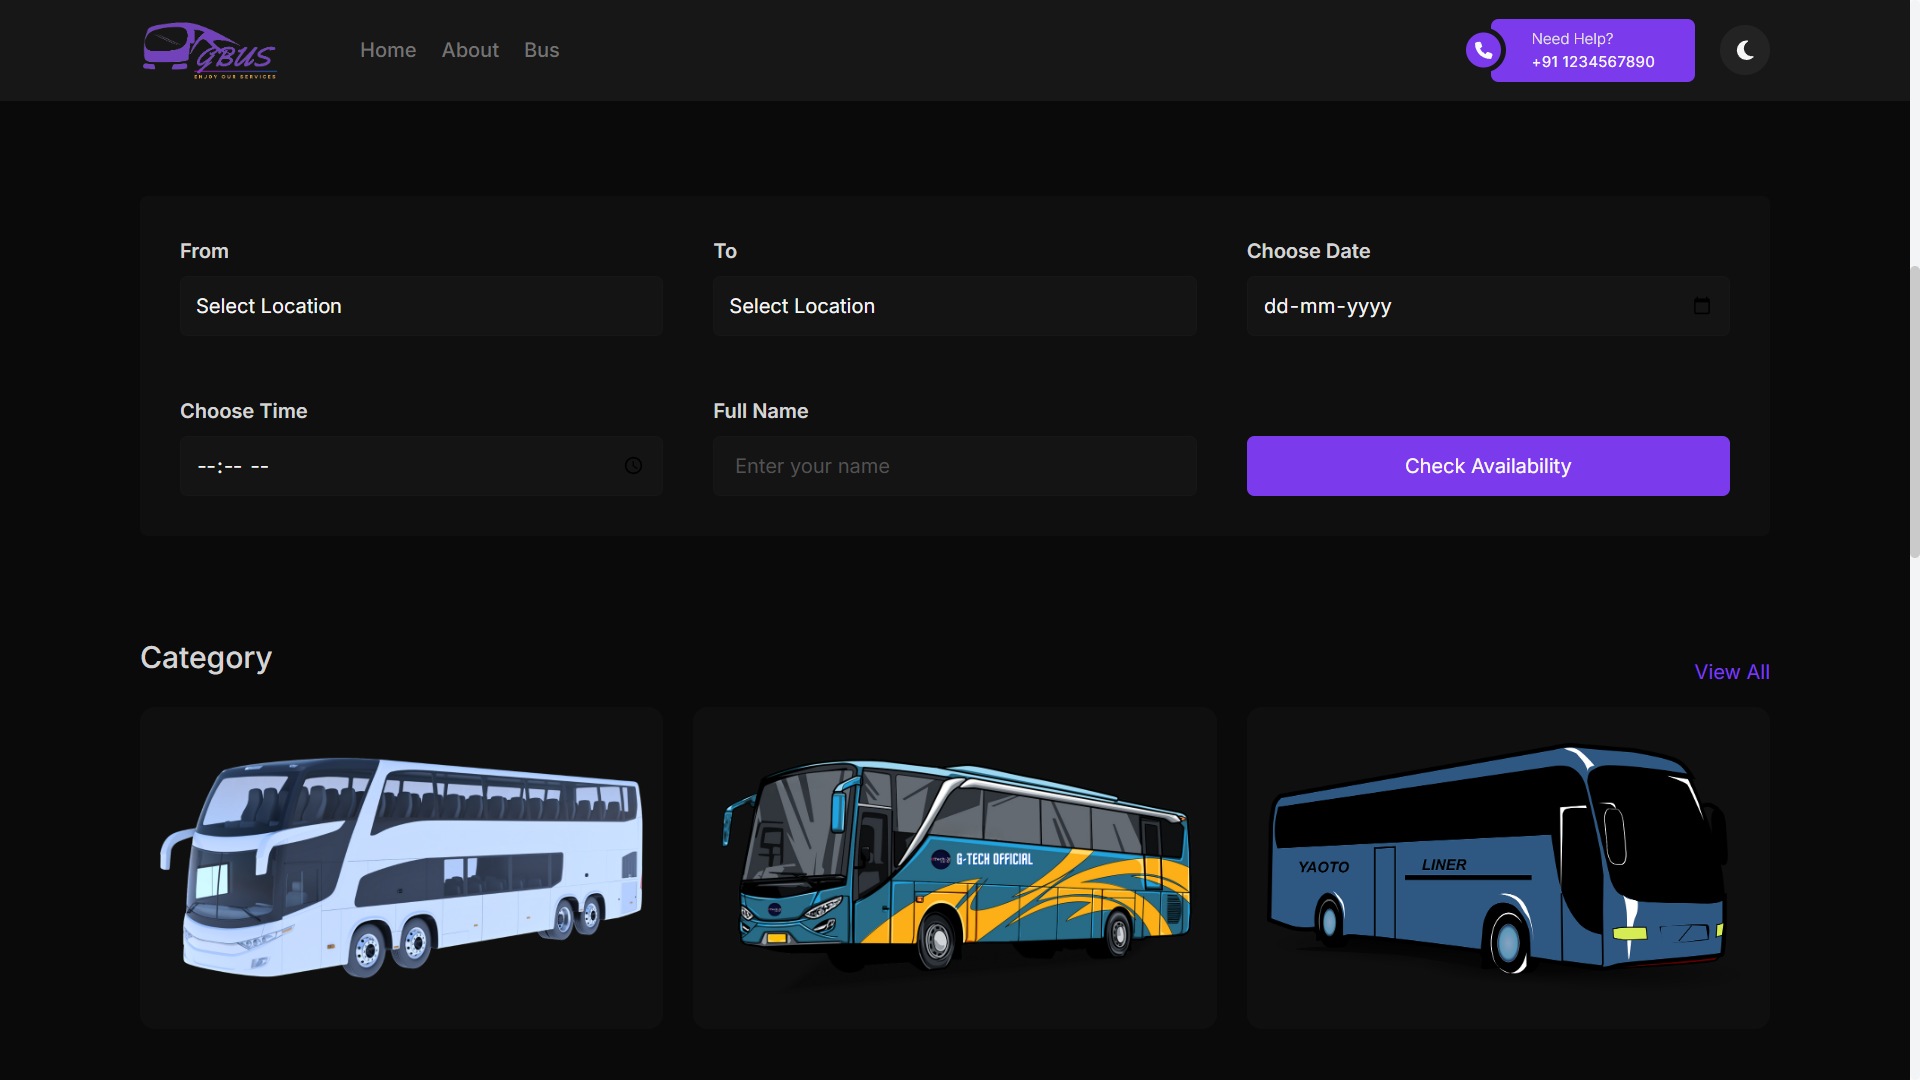 GBUS
ENJOY OUR SERVICES
Home About Bus
Need Help?
+91 1234567890
From
To
Choose Date
Select Location
Select Location
dd-mm-yyyy
Choose Time
Full Name
--:-- --
Enter your name
Check Availability
Category
View All
G-TECH OFFICIAL
YAOTO
LINER